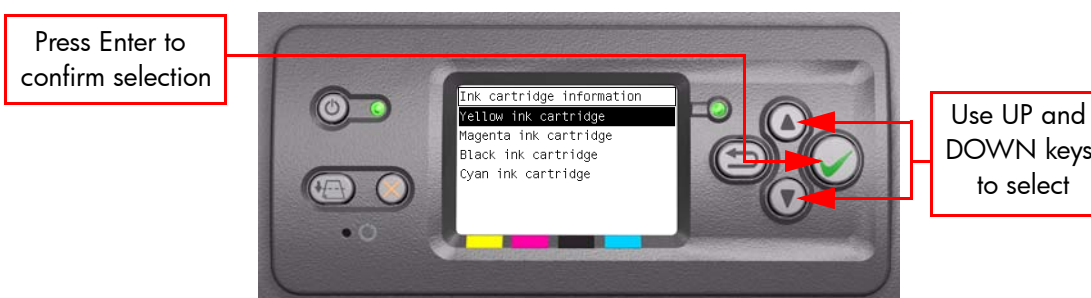 Press Enter to
confirm selection
Ink cartridge information
Yellow ink cartridge
Magenta ink cartridge
Black ink cartridge
Cyan ink cartridge
Use UP and
DOWN keys
to select